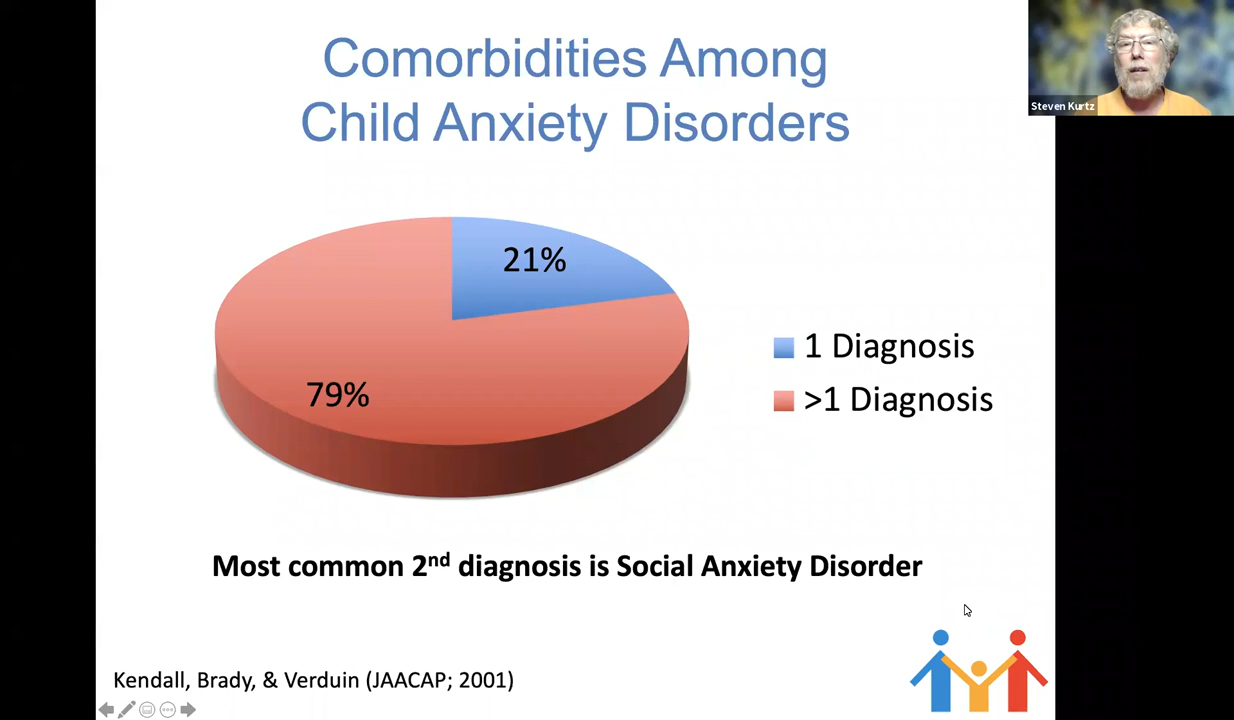 Comorbidities Among
Child Anxiety Disorders
Steven Kurtz
21%
79%
1 Diagnosis
>1 Diagnosis
Most common 2nd diagnosis is Social Anxiety Disorder
Kendall, Brady, & Verduin (JAACAP; 2001)